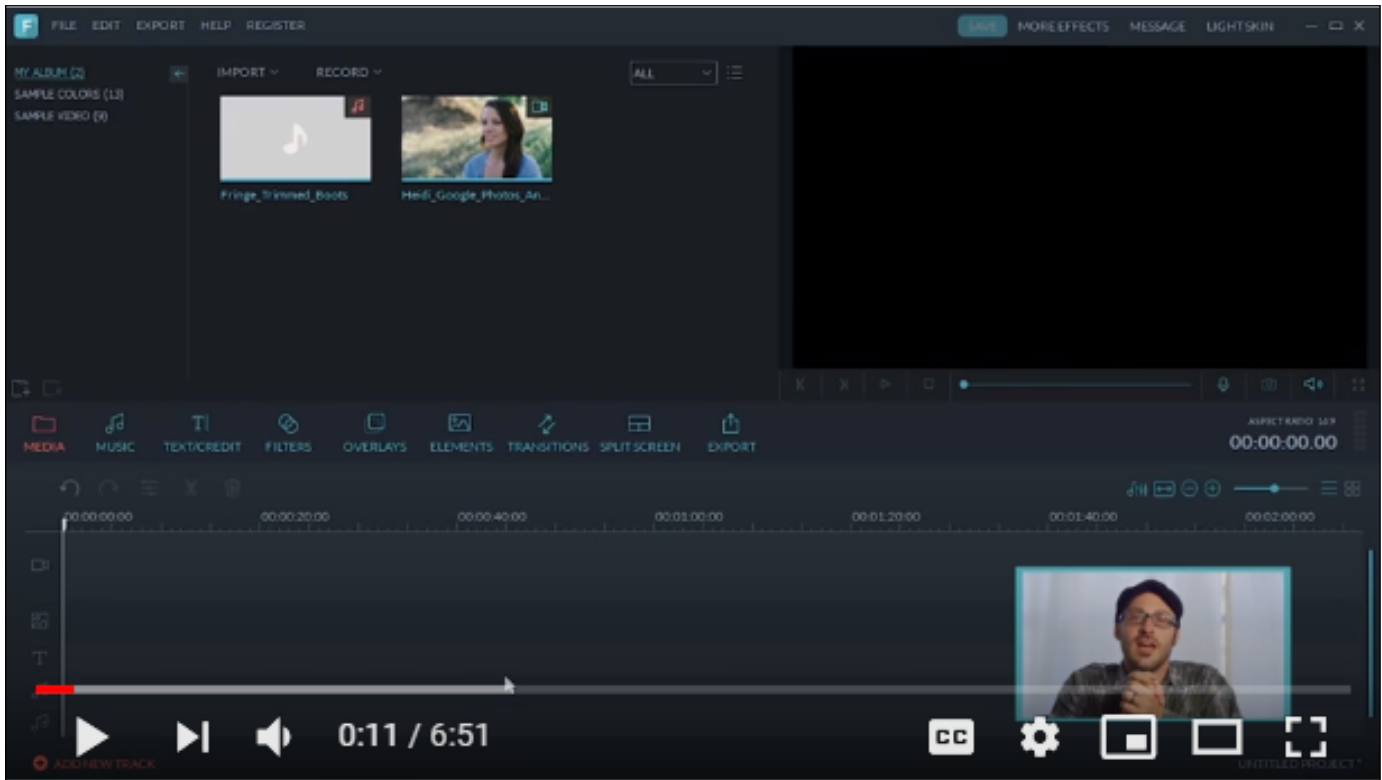 F FILE EDIT EXPORT HELP REGISTER SAVE MORE EFFECTS MESSAGE LIGHT SKIN
MY ALBUM (2)
SAMPLE COLORS (13)
SAMPLE VIDEO (9)
IMPORT RECORD ALL
Fringe_Trimmed_Boots Heidi_Google_Photos_An...
MEDIA MUSIC TEXT/CREDIT FILTERS OVERLAYS ELEMENTS TRANSITIONS SPLIT SCREEN EXPORT
ASPECT RATIO 16:9
00:00:00.00
00:00:00:00 00:00:20:00 00:00:40:00 00:01:00:00 00:01:20:00 00:01:40:00 00:02:00:00
T
0:11 / 6:51 CC
ADD NEW TRACK UNTITLED PROJECT *